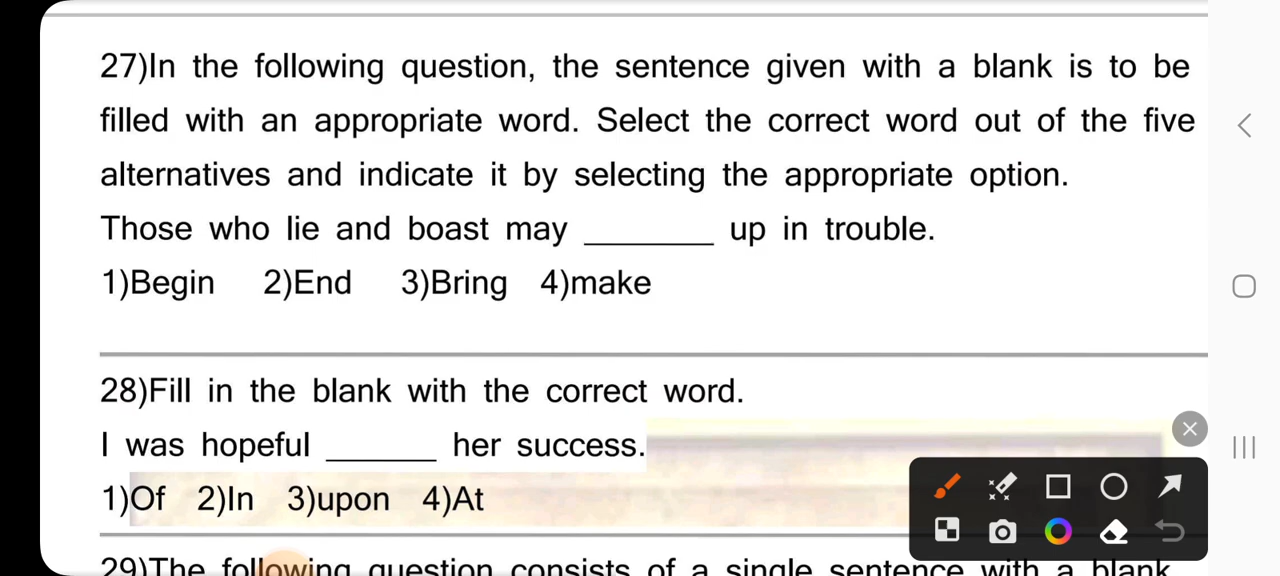 27)In the following question, the sentence given with a blank is to be
filled with an appropriate word. Select the correct word out of the five
alternatives and indicate it by selecting the appropriate option.
Those who lie and boast may _______ up in trouble.
1)Begin 2)End 3)Bring 4)make
28)Fill in the blank with the correct word.
I was hopeful ______ her success.
1)Of 2)In 3)upon 4)At
29)The following question consists of a single sentence with a blank